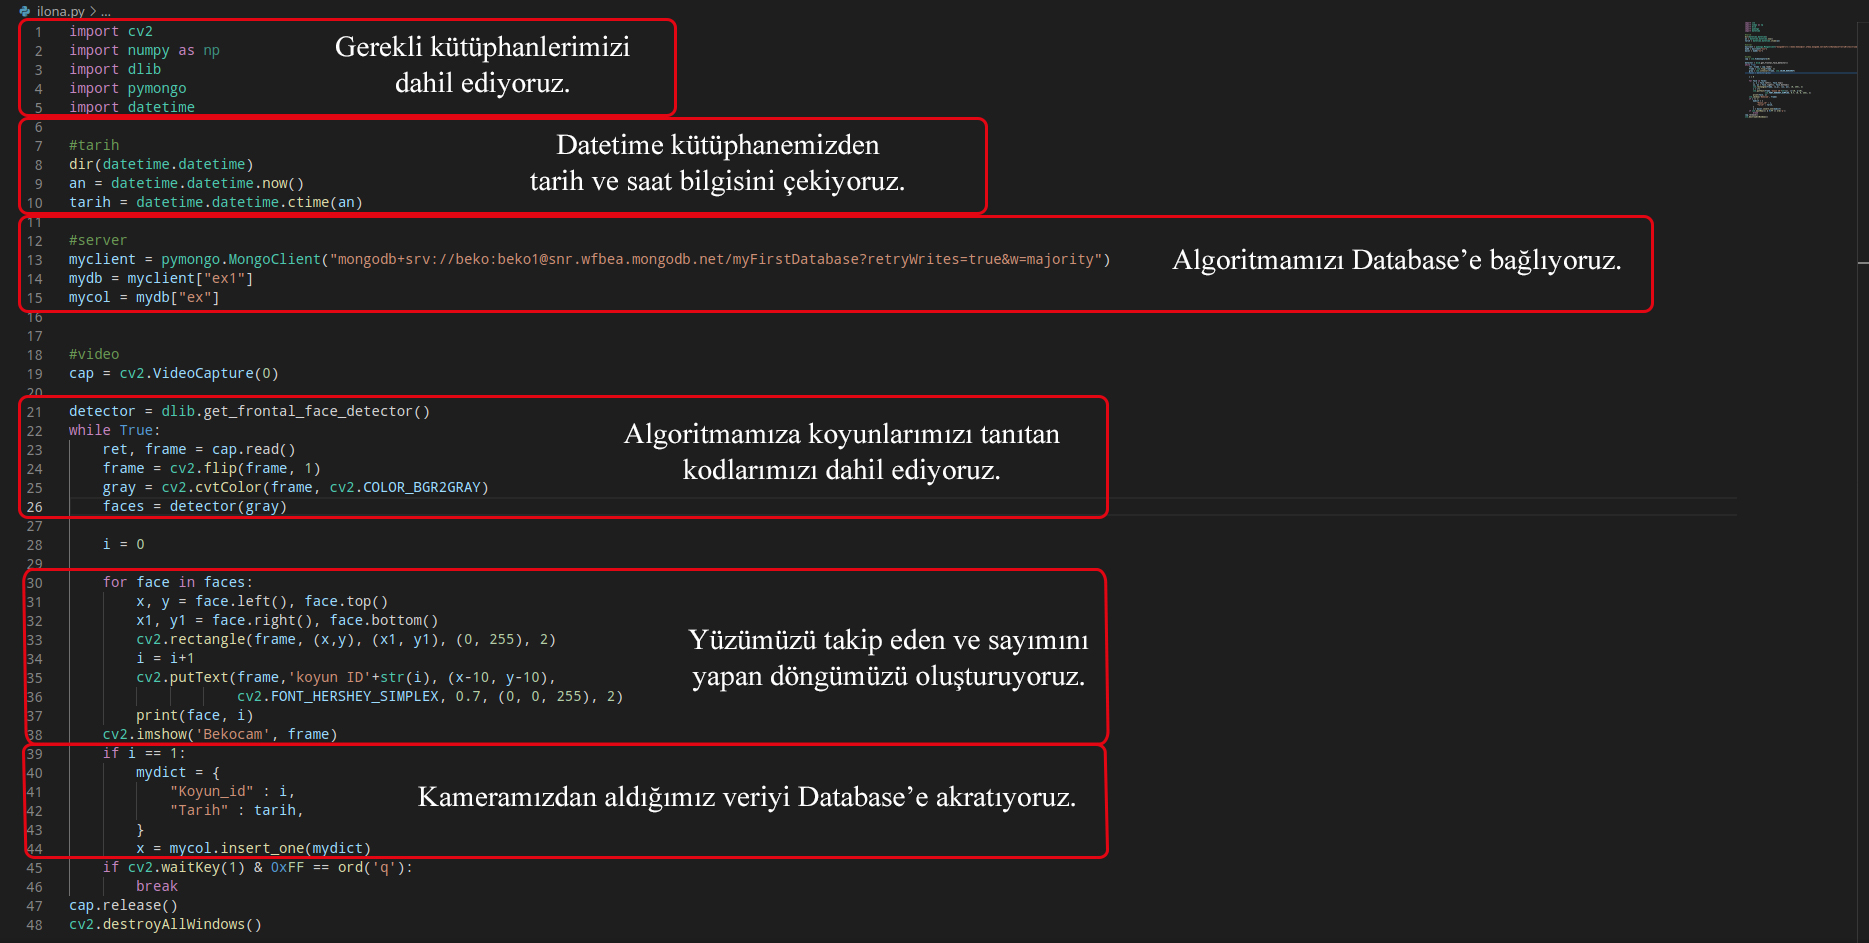 ilona.py > ...
1 import cv2
2 import numpy as np
3 import dlib
4 import pymongo
5 import datetime
Gerekli kütüphanlerimizi
dahil ediyoruz.
6
7 #tarih
8 dir(datetime.datetime)
9 an = datetime.datetime.now()
10 tarih = datetime.datetime.ctime(an)
Datetime kütüphanemizden
tarih ve saat bilgisini çekiyoruz.
11
12 #server
13 myclient = pymongo.MongoClient("mongodb+srv://beko:beko1@snr.wfbea.mongodb.net/myFirstDatabase?retryWrites=true&w=majority")
14 mydb = myclient["ex1"]
15 mycol = mydb["ex"]
Algoritmamızı Database’e bağlıyoruz.
16
17
18 #video
19 cap = cv2.VideoCapture(0)
20
21 detector = dlib.get_frontal_face_detector()
22 while True:
23 ret, frame = cap.read()
24 frame = cv2.flip(frame, 1)
25 gray = cv2.cvtColor(frame, cv2.COLOR_BGR2GRAY)
26 faces = detector(gray)
Algoritmamıza koyunlarımızı tanıtan
kodlarımızı dahil ediyoruz.
27
28 i = 0
29
30 for face in faces:
31 x, y = face.left(), face.top()
32 x1, y1 = face.right(), face.bottom()
33 cv2.rectangle(frame, (x,y), (x1, y1), (0, 255), 2)
34 i = i+1
35 cv2.putText(frame,'koyun ID'+str(i), (x-10, y-10),
36 cv2.FONT_HERSHEY_SIMPLEX, 0.7, (0, 0, 255), 2)
37 print(face, i)
38 cv2.imshow('Bekocam', frame)
Yüzümüzü takip eden ve sayımını
yapan döngümüzü oluşturuyoruz.
39 if i == 1:
40 mydict = {
41 "Koyun_id" : i,
42 "Tarih" : tarih,
43 }
44 x = mycol.insert_one(mydict)
Kameramızdan aldığımız veriyi Database’e akratıyoruz.
45 if cv2.waitKey(1) & 0xFF == ord('q'):
46 break
47 cap.release()
48 cv2.destroyAllWindows()